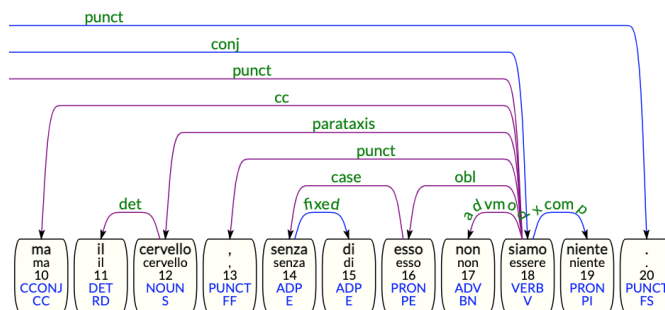 punct
conj
punct
cc
parataxis
punct
case obl
det fixed advmod xcomp
ma il cervello , senza di esso non siamo niente .
ma il cervello , senza di esso non essere niente .
10 11 12 13 14 15 16 17 18 19 20
CCONJ DET NOUN PUNCT ADP ADP PRON ADV VERB PRON PUNCT
CC RD S FF E E PE BN V PI FS